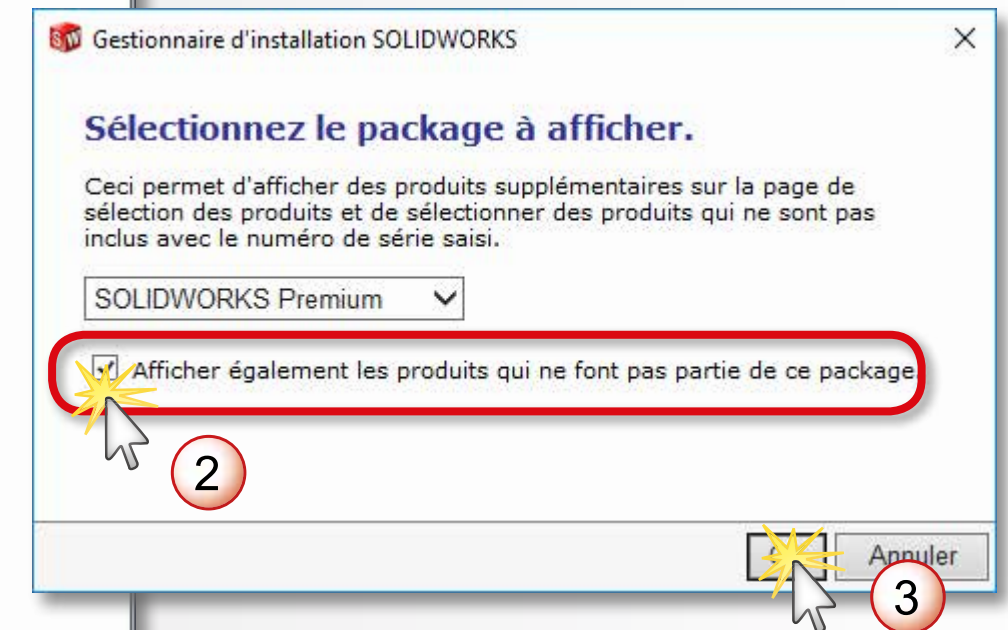 SW Gestionnaire d'installation SOLIDWORKS
Sélectionnez le package à afficher.
Ceci permet d'afficher des produits supplémentaires sur la page de
sélection des produits et de sélectionner des produits qui ne sont pas
inclus avec le numéro de série saisi.
SOLIDWORKS Premium
Afficher également les produits qui ne font pas partie de ce package.
2
Annuler
3